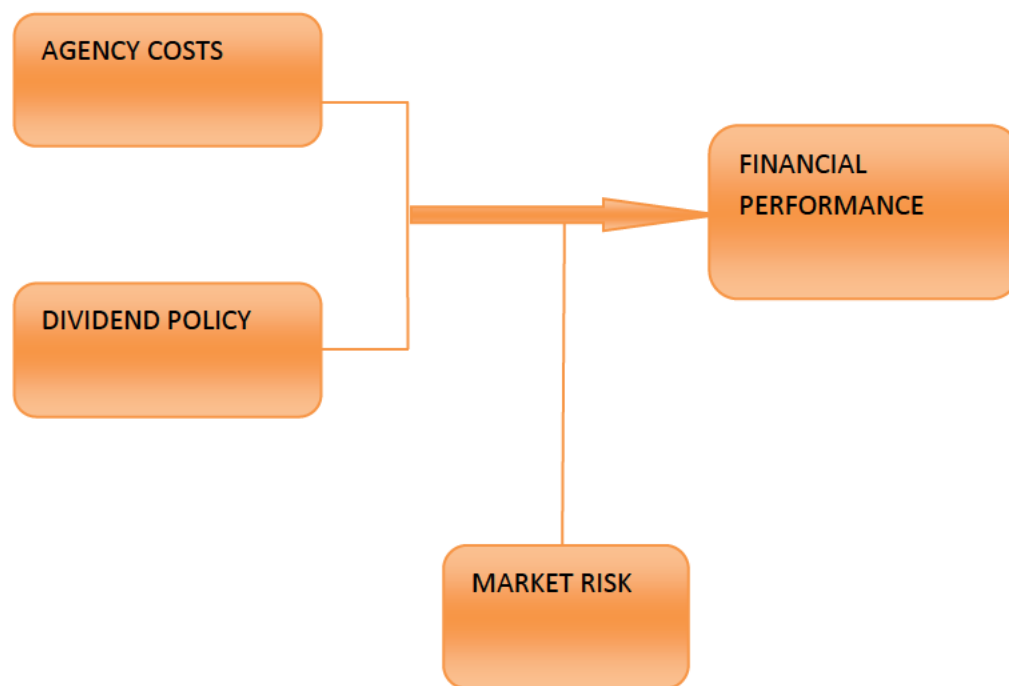 AGENCY COSTS
FINANCIAL
PERFORMANCE
DIVIDEND POLICY
MARKET RISK